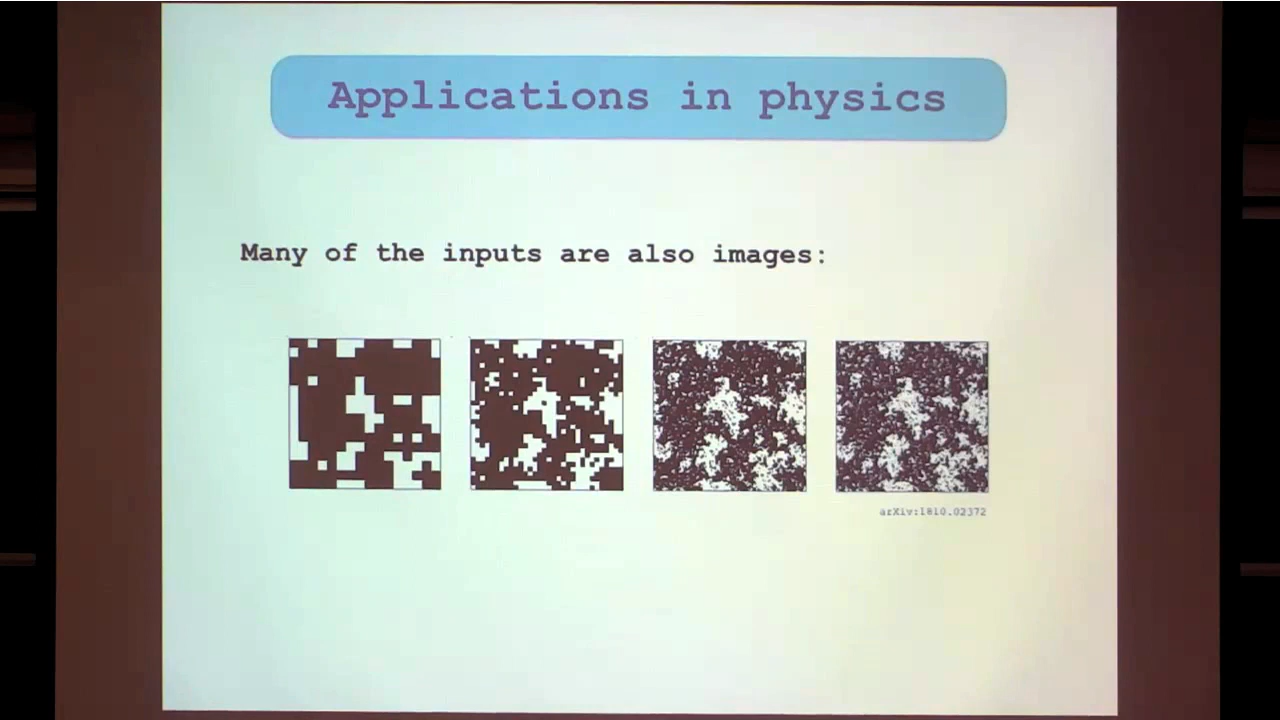 Applications in physics
Many of the inputs are also images:
arXiv:1810.02372